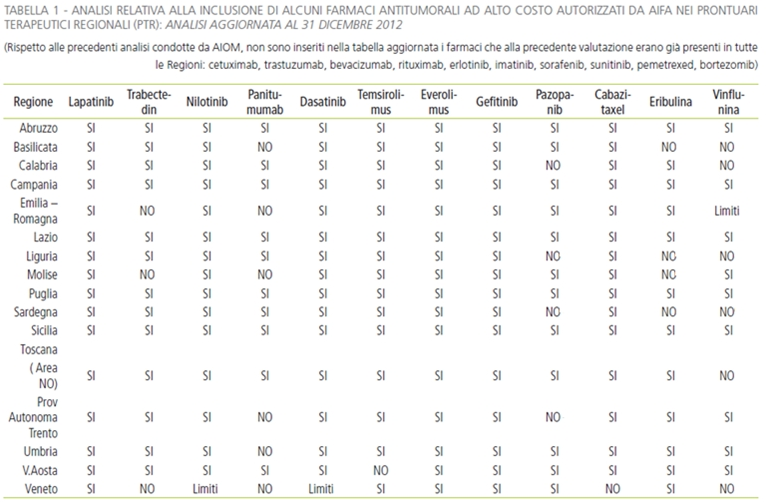 TABELLA 1 - ANALISI RELATIVA ALLA INCLUSIONE DI ALCUNI FARMACI ANTITUMORALI AD ALTO COSTO AUTORIZZATI DA AIFA NEI PRONTUARI
TERAPEUTICI REGIONALI (PTR): ANALISI AGGIORNATA AL 31 DICEMBRE 2012
(Rispetto alle precedenti analisi condotte da AIOM, non sono inseriti nella tabella aggiornata i farmaci che alla precedente valutazione erano già presenti in tutte
le Regioni: cetuximab, trastuzumab, bevacizumab, rituximab, erlotinib, imatinib, sorafenib, sunitinib, pemetrexed, bortezomib)
Regione Lapatinib Trabecte-din Nilotinib Panitu-mumab Dasatinib Temsiroli-mus Everoli-mus Gefitinib Pazopa-nib Cabazi-taxel Eribulina Vinflu-nina
Abruzzo SI SI SI SI SI SI SI SI SI SI SI SI
Basilicata SI SI SI NO SI SI SI SI SI SI NO NO
Calabria SI SI SI SI SI SI SI SI NO SI SI NO
Campania SI SI SI SI SI SI SI SI SI SI SI SI
Emilia –
Romagna SI NO SI NO SI SI SI SI SI SI SI Limiti
Lazio SI SI SI SI SI SI SI SI SI SI SI SI
Liguria SI SI SI SI SI SI SI SI NO SI NO NO
Molise SI NO SI NO SI SI SI SI SI SI NO SI
Puglia SI SI SI SI SI SI SI SI SI SI SI SI
Sardegna SI SI SI SI SI SI SI SI NO SI NO NO
Sicilia SI SI SI SI SI SI SI SI SI SI SI SI
Toscana
( Area
NO) SI SI SI SI SI SI SI SI SI SI SI NO
Prov
Autonoma SI SI SI NO SI SI SI SI NO SI SI SI
Trento
Umbria SI SI SI NO SI SI SI SI SI SI SI SI
V.Aosta SI SI SI SI SI NO SI SI SI SI SI SI
Veneto SI NO Limiti NO Limiti SI SI SI SI NO SI NO